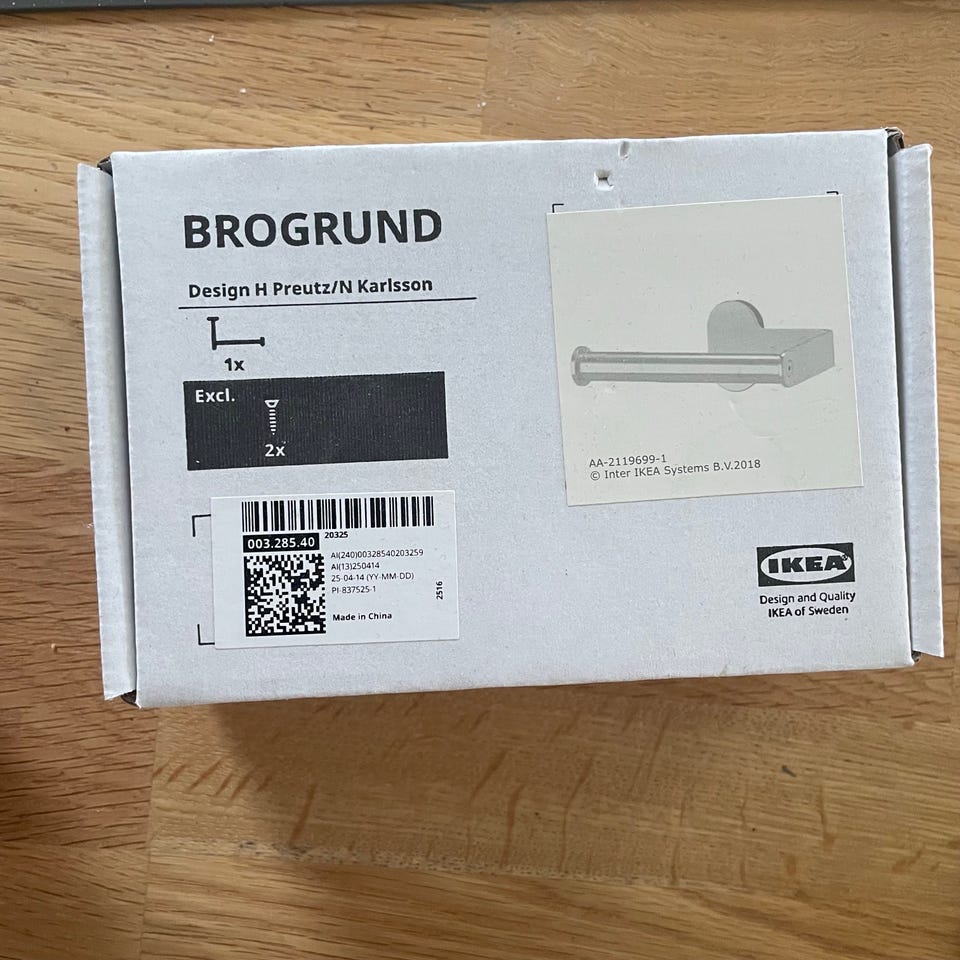 BROGRUND
Design H Preutz/N Karlsson
1x
Excl.
2x
003.285.40
20325
AI(240)00328540203259
AI(13)250414
25-04-14 (YY-MM-DD)
PI-837525-1
Made in China
2516
AA-2119699-1
© Inter IKEA Systems B.V.2018
IKEA
Design and Quality
IKEA of Sweden